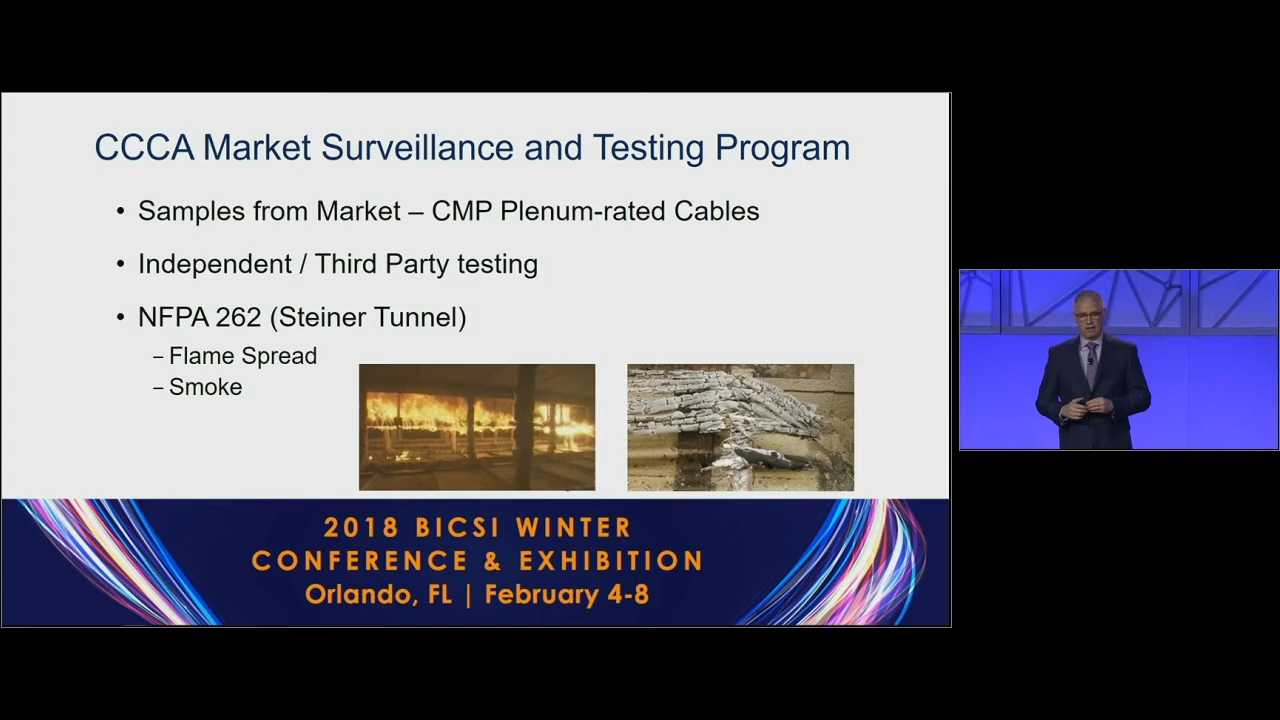 CCCA Market Surveillance and Testing Program
• Samples from Market – CMP Plenum-rated Cables
• Independent / Third Party testing
• NFPA 262 (Steiner Tunnel)
– Flame Spread
– Smoke
2018 BICSI WINTER
CONFERENCE & EXHIBITION
Orlando, FL | February 4-8